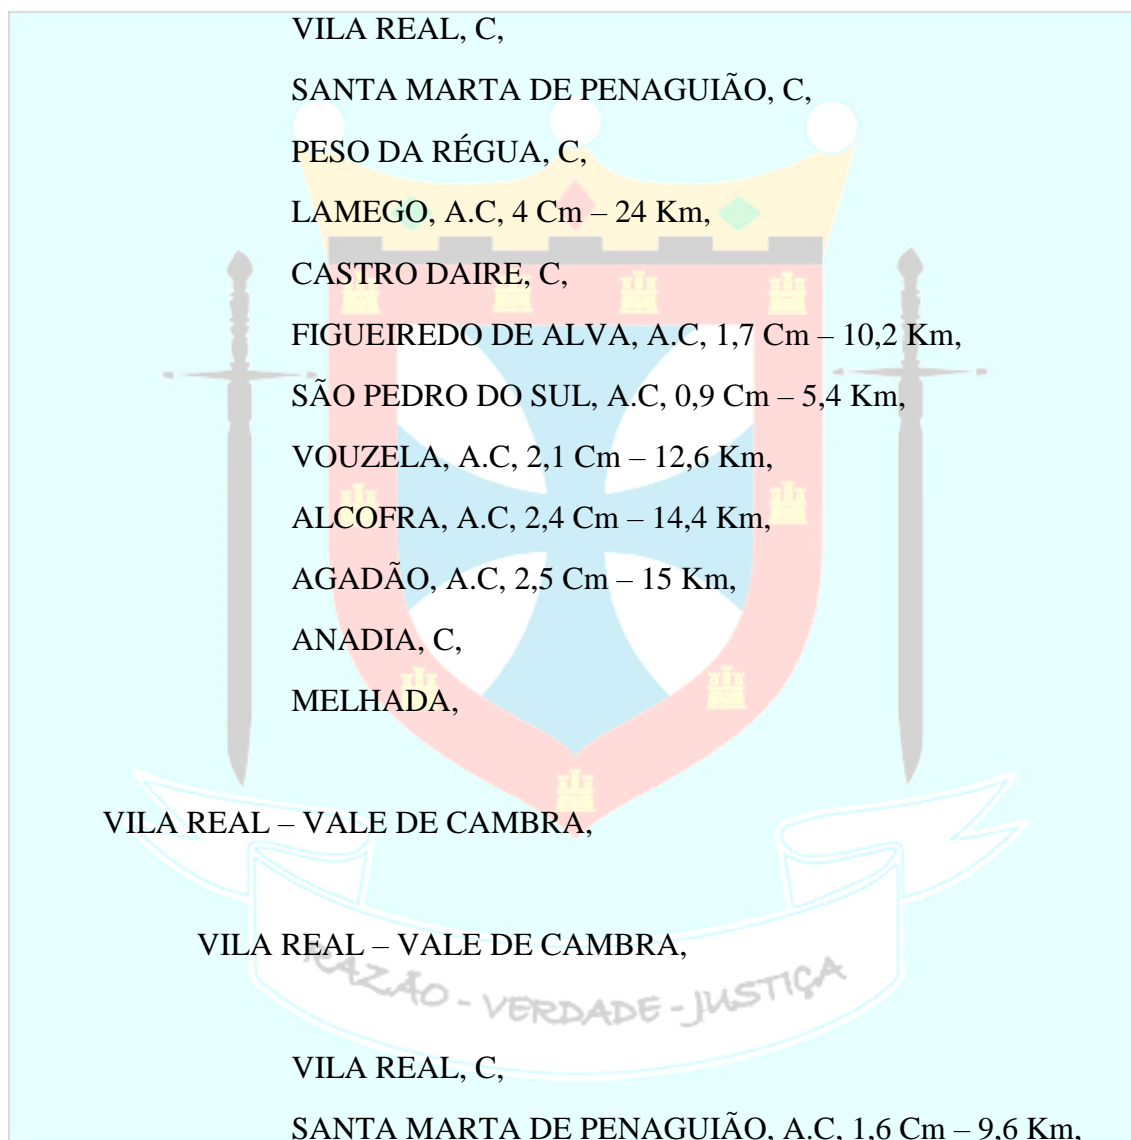 VILA REAL, C,
SANTA MARTA DE PENAGUIÃO, C,
PESO DA RÉGUA, C,
LAMEGO, A.C, 4 Cm – 24 Km,
CASTRO DAIRE, C,
FIGUEIREDO DE ALVA, A.C, 1,7 Cm – 10,2 Km,
SÃO PEDRO DO SUL, A.C, 0,9 Cm – 5,4 Km,
VOUZELA, A.C, 2,1 Cm – 12,6 Km,
ALCOFRA, A.C, 2,4 Cm – 14,4 Km,
AGADÃO, A.C, 2,5 Cm – 15 Km,
ANADIA, C,
MELHADA,
VILA REAL – VALE DE CAMBRA,
VILA REAL – VALE DE CAMBRA,
RAZÃO - VERDADE - JUSTIÇA
VILA REAL, C,
SANTA MARTA DE PENAGUIÃO, A.C, 1,6 Cm – 9,6 Km,